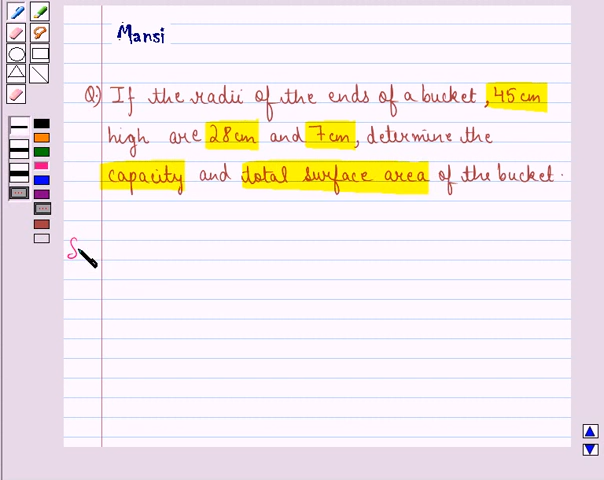 Mansi
Q) If the radii of the ends of a bucket, 45 cm
high are 28 cm and 7 cm, determine the
capacity and total surface area of the bucket.
S